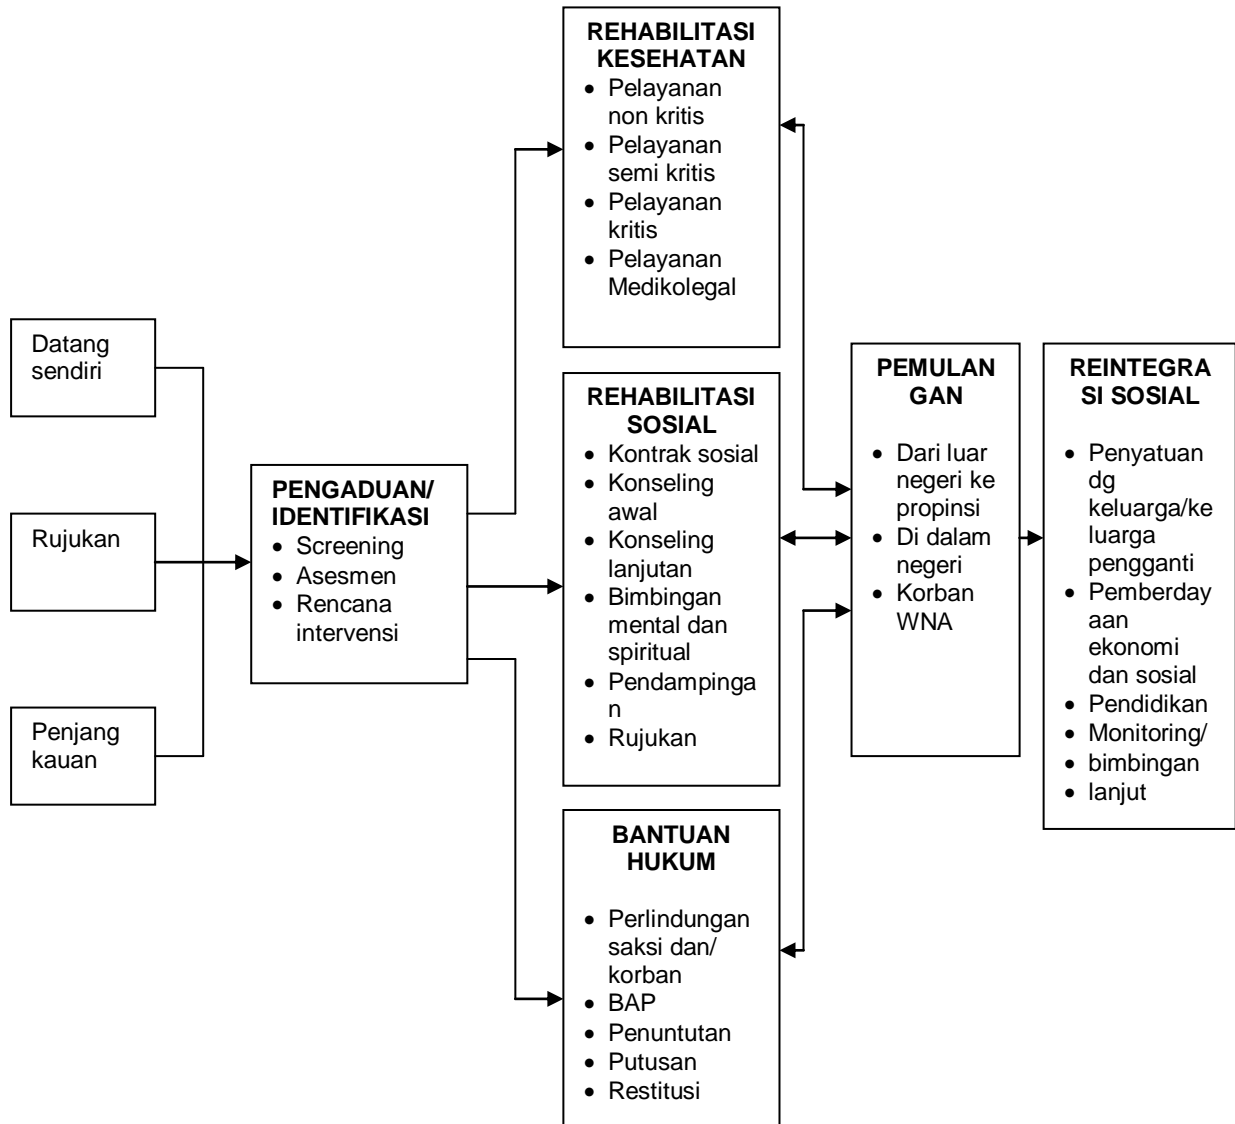 Datang
sendiri
Rujukan
Penjang
kauan
PENGADUAN/
IDENTIFIKASI
• Screening
• Asesmen
• Rencana
intervensi
REHABILITASI
KESEHATAN
• Pelayanan
non kritis
• Pelayanan
semi kritis
• Pelayanan
kritis
• Pelayanan
Medikolegal
REHABILITASI
SOSIAL
• Kontrak sosial
• Konseling
awal
• Konseling
lanjutan
• Bimbingan
mental dan
spiritual
• Pendampinga
n
• Rujukan
BANTUAN
HUKUM
• Perlindungan
saksi dan/
korban
• BAP
• Penuntutan
• Putusan
• Restitusi
PEMULAN
GAN
• Dari luar
negeri ke
propinsi
• Di dalam
negeri
• Korban
WNA
REINTEGRA
SI SOSIAL
• Penyatuan
dg
keluarga/ke
luarga
pengganti
• Pemberday
aan
ekonomi
dan sosial
• Pendidikan
• Monitoring/
• bimbingan
• lanjut